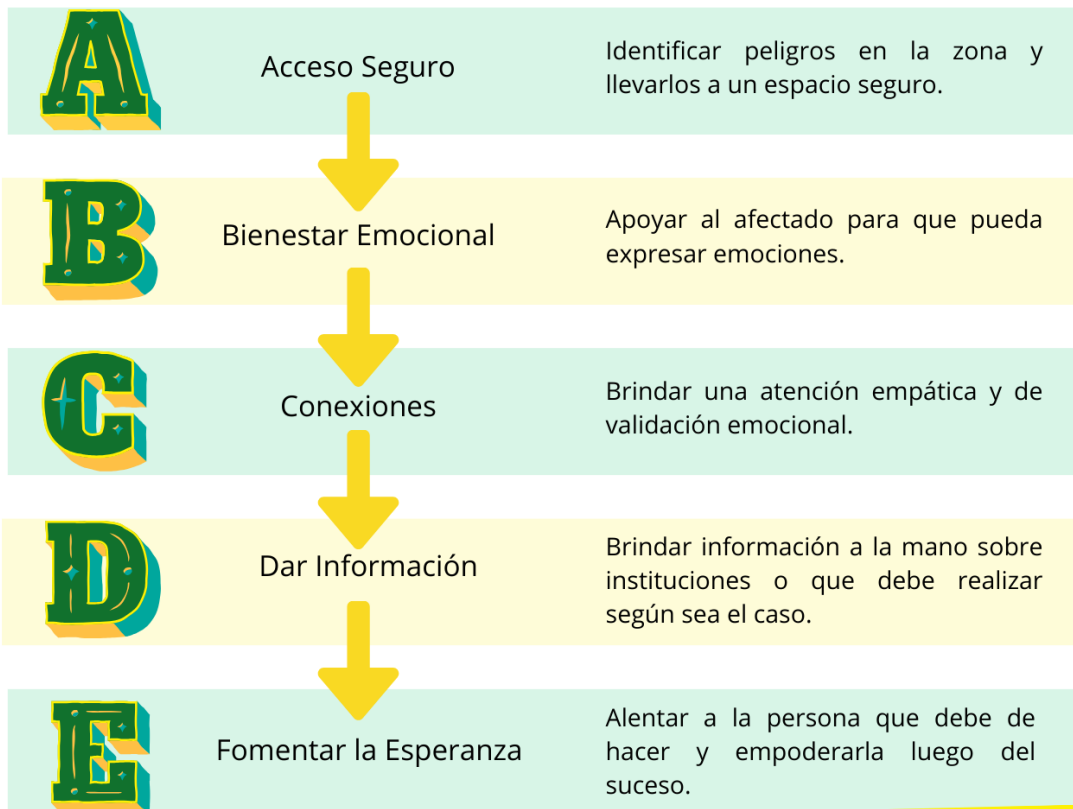 A
Acceso Seguro
Identificar peligros en la zona y
llevarlos a un espacio seguro.
B
Bienestar Emocional
Apoyar al afectado para que pueda
expresar emociones.
C
Conexiones
Brindar una atención empática y de
validación emocional.
D
Dar Información
Brindar información a la mano sobre
instituciones o que debe realizar
según sea el caso.
E
Fomentar la Esperanza
Alentar a la persona que debe de
hacer y empoderarla luego del
suceso.